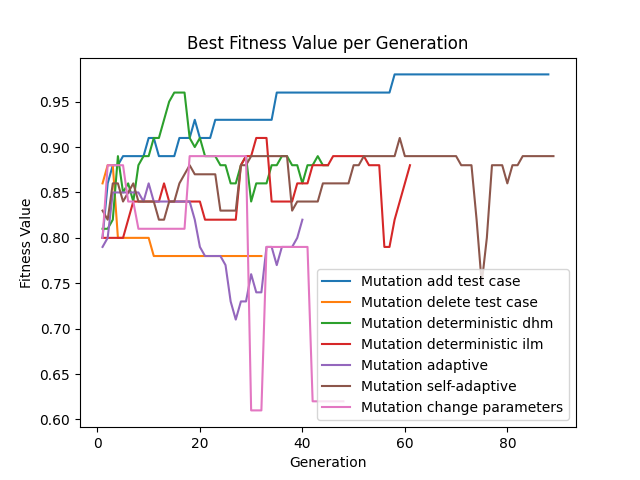 Best Fitness Value per Generation
Fitness Value
0.95
0.90
0.85
0.80
0.75
0.70
0.65
0.60
Mutation add test case
Mutation delete test case
Mutation deterministic dhm
Mutation deterministic ilm
Mutation adaptive
Mutation self-adaptive
Mutation change parameters
0 20 40 60 80
Generation